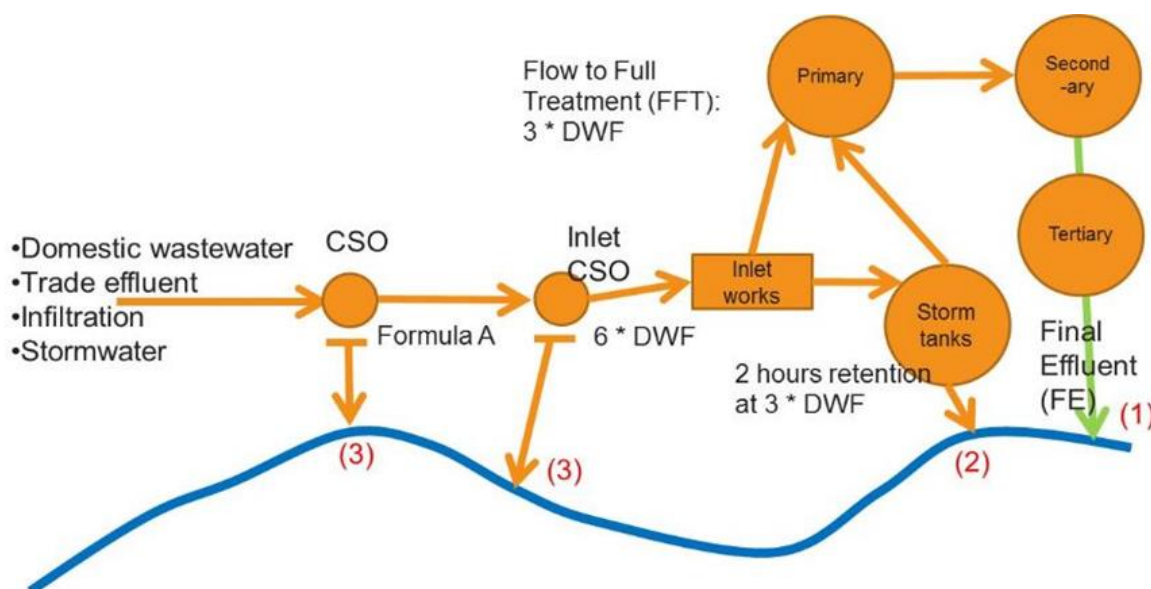 •Domestic wastewater
•Trade effluent
•Infiltration
•Stormwater
CSO
Formula A
(3)
Inlet
CSO
6 * DWF
(3)
Flow to Full
Treatment (FFT):
3 * DWF
Inlet
works
Primary
Second
-ary
Tertiary
Storm
tanks
2 hours retention
at 3 * DWF
(2)
Final
Effluent
(FE)
(1)